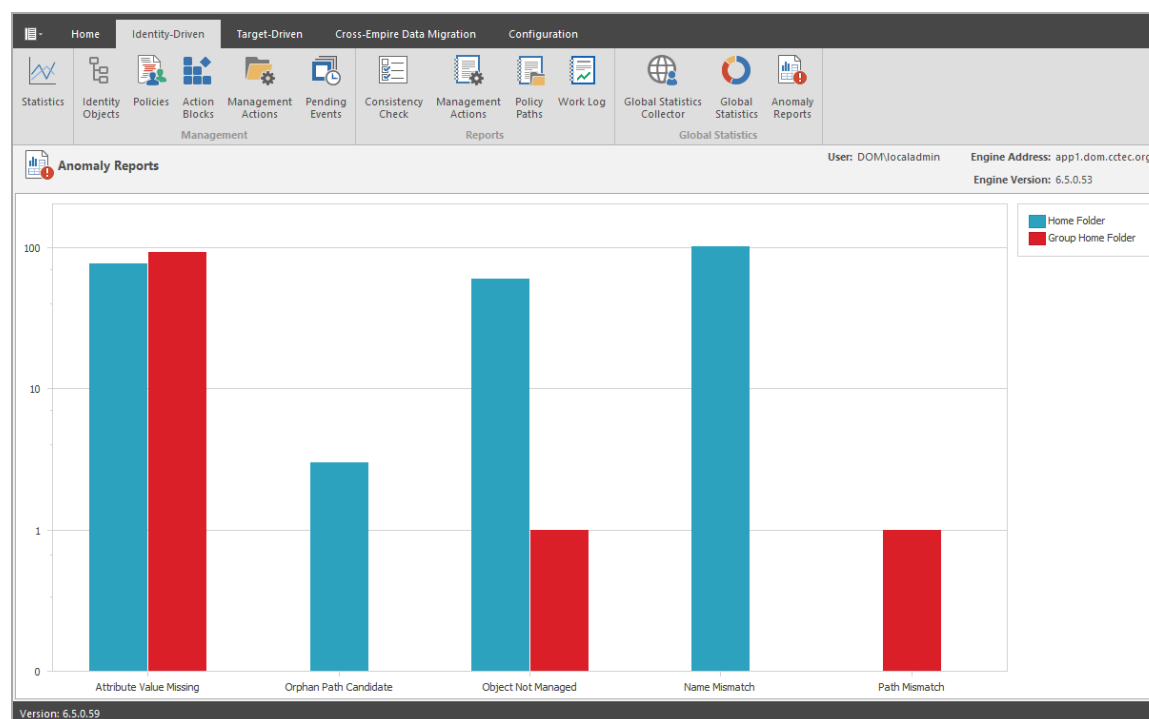 Home Identity-Driven Target-Driven Cross-Empire Data Migration Configuration
Statistics
Identity
Objects
Policies
Action
Blocks
Management
Actions
Pending
Events
Management
Consistency
Check
Management
Actions
Policy
Paths
Work Log
Reports
Global Statistics
Collector
Global
Statistics
Anomaly
Reports
Global Statistics
Anomaly Reports
User: DOM\localadmin
Engine Address: app1.dom.cctec.org
Engine Version: 6.5.0.53
Home Folder
Group Home Folder
100
10
1
0
Attribute Value Missing
Orphan Path Candidate
Object Not Managed
Name Mismatch
Path Mismatch
Version: 6.5.0.59